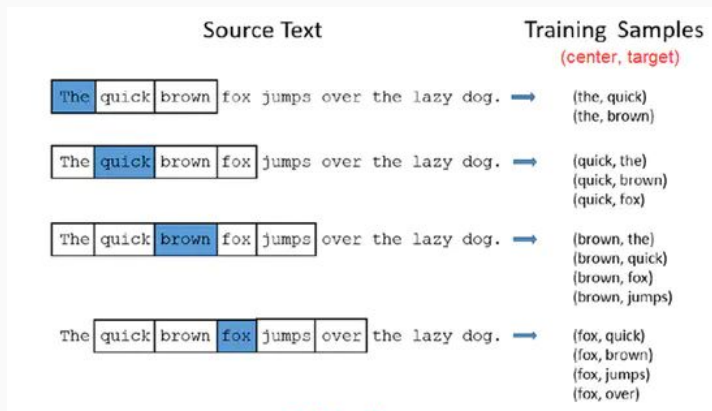 Source Text
Training Samples
(center, target)
The quick brown fox jumps over the lazy dog.
(the, quick)
(the, brown)
The quick brown fox jumps over the lazy dog.
(quick, the)
(quick, brown)
(quick, fox)
The quick brown fox jumps over the lazy dog.
(brown, the)
(brown, quick)
(brown, fox)
(brown, jumps)
The quick brown fox jumps over the lazy dog.
(fox, quick)
(fox, brown)
(fox, jumps)
(fox, over)